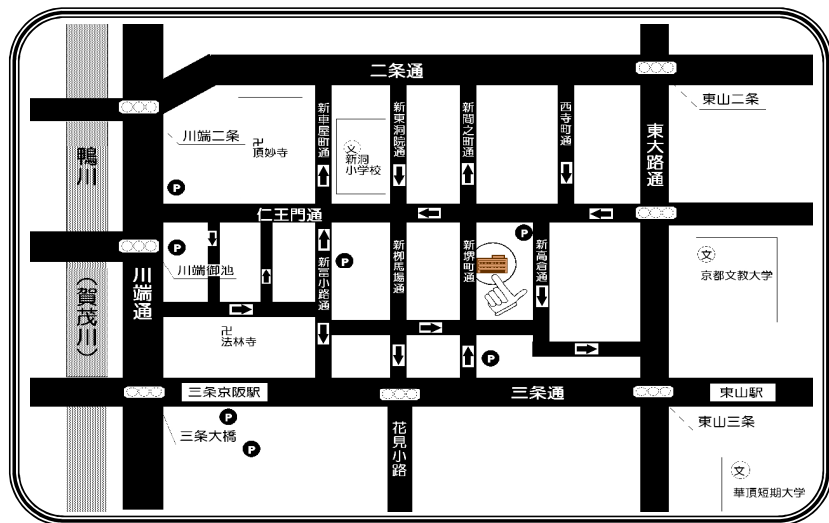 二条通
東山二条
川端二条
卍
頂妙寺
新車屋町通
文
新洞
小学校
新東洞院通
新間之町通
西寺町通
東大路通
鴨川
(賀茂川)
P
仁王門通
P
川端御池
川端通
新富小路通
P
新柳馬場通
新堺町通
P
新高倉通
文
京都文教大学
卍
法林寺
P
三条京阪駅
三条通
東山駅
P
三条大橋
P
花見小路
東山三条
文
華頂短期大学